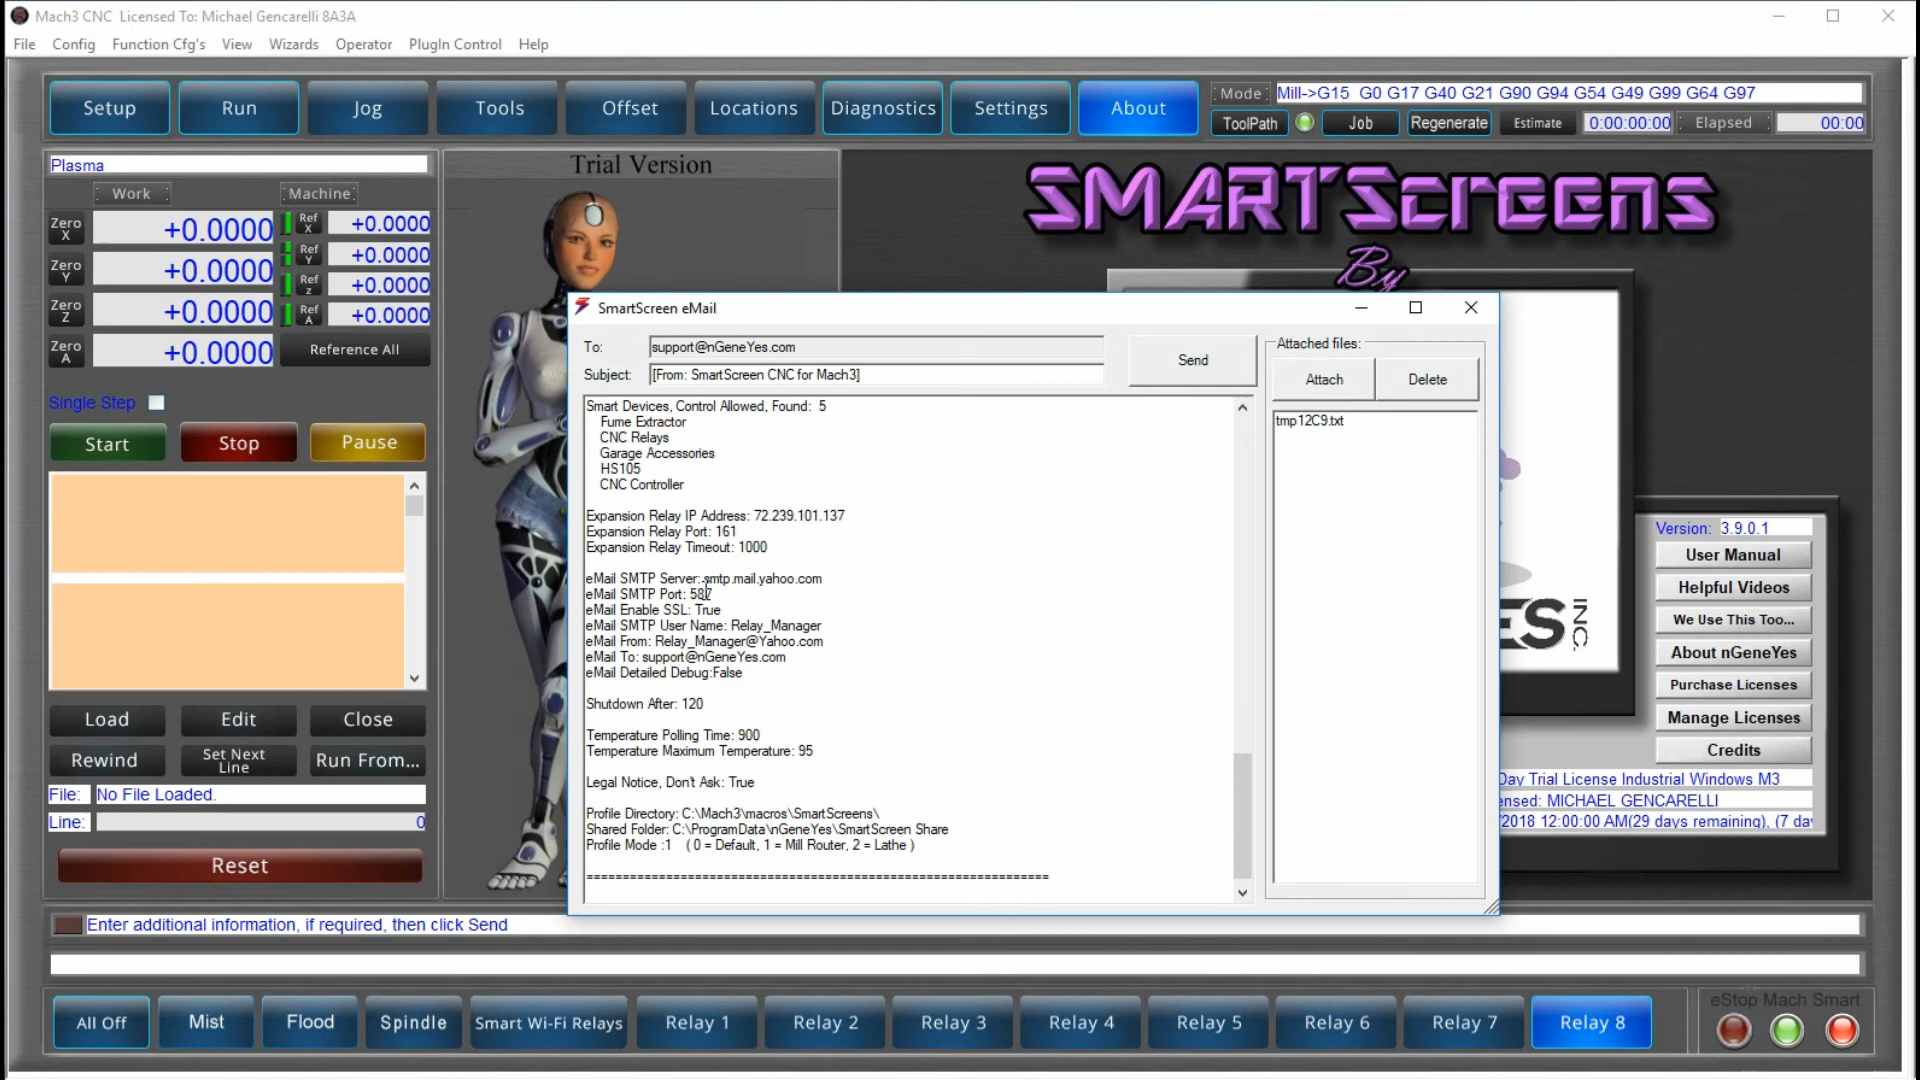 Mach3 CNC  Licensed To: Michael Gencarelli 8A3A
File Config Function Cfg's View Wizards Operator PlugIn Control Help
Setup Run Jog Tools Offset Locations Diagnostics Settings About
Mode Mill->G15  G0 G17 G40 G21 G90 G94 G54 G49 G99 G64 G97
ToolPath Job Regenerate Estimate 0:00:00:00 Elapsed 00:00
Plasma
Work Machine
Zero X +0.0000 Ref X +0.0000
Zero Y +0.0000 Ref Y +0.0000
Zero Z +0.0000 Ref z +0.0000
Zero A +0.0000 Ref A +0.0000
Reference All
Single Step
Start Stop Pause
Load Edit Close
Rewind Set Next Line Run From...
File: No File Loaded.
Line: 0
Reset
Trial Version
SMARTScreens
By
SmartScreen eMail
To: support@nGeneYes.com
Subject: [From: SmartScreen CNC for Mach3]
Send
Attached files:
Attach Delete
tmp12C9.txt
Smart Devices, Control Allowed, Found:  5
Fume Extractor
CNC Relays
Garage Accessories
HS105
CNC Controller
Expansion Relay IP Address: 72.239.101.137
Expansion Relay Port: 161
Expansion Relay Timeout: 1000
eMail SMTP Server: smtp.mail.yahoo.com
eMail SMTP Port: 587
eMail Enable SSL: True
eMail SMTP User Name: Relay_Manager
eMail From: Relay_Manager@Yahoo.com
eMail To: support@nGeneYes.com
eMail Detailed Debug:False
Shutdown After: 120
Temperature Polling Time: 900
Temperature Maximum Temperature: 95
Legal Notice, Don't Ask: True
Profile Directory: C:\Mach3\macros\SmartScreens\
Shared Folder: C:\ProgramData\nGeneYes\SmartScreen Share
Profile Mode :1    ( 0 = Default, 1 = Mill Router, 2 = Lathe )
================================================================
ES INC.
Version: 3.9.0.1
User Manual
Helpful Videos
We Use This Too...
About nGeneYes
Purchase Licenses
Manage Licenses
Credits
Day Trial License Industrial Windows M3
ensed: MICHAEL GENCARELLI
/2018 12:00:00 AM(29 days remaining), (7 da
Enter additional information, if required, then click Send
All Off Mist Flood Spindle Smart Wi-Fi Relays Relay 1 Relay 2 Relay 3 Relay 4 Relay 5 Relay 6 Relay 7 Relay 8
eStop Mach Smart